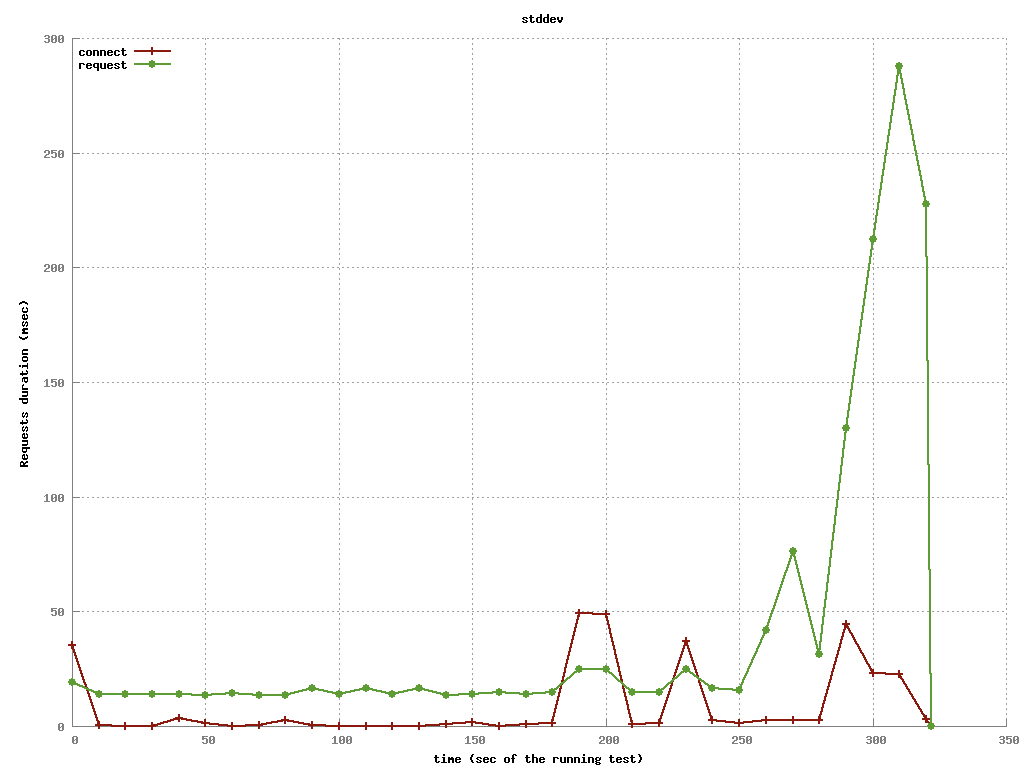 stddev
300
connect
request
250
200
Requests duration (msec)
150
100
50
0
0 50 100 150 200 250 300 350
time (sec of the running test)